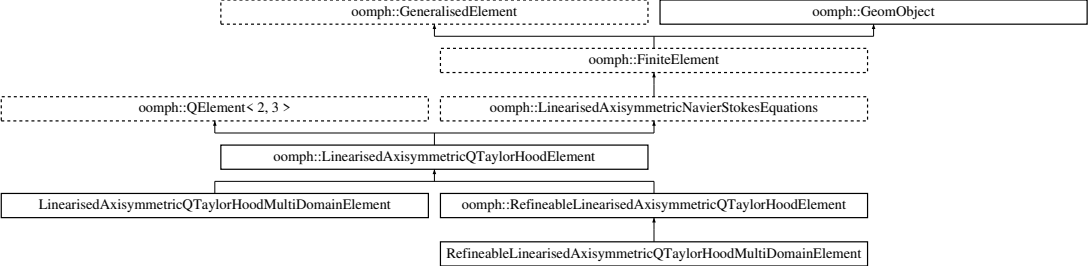 oomph::GeneralisedElement
oomph::GeomObject
oomph::FiniteElement
oomph::QElement< 2, 3 >
oomph::LinearisedAxisymmetricNavierStokesEquations
oomph::LinearisedAxisymmetricQTaylorHoodElement
LinearisedAxisymmetricQTaylorHoodMultiDomainElement
oomph::RefineableLinearisedAxisymmetricQTaylorHoodElement
RefineableLinearisedAxisymmetricQTaylorHoodMultiDomainElement